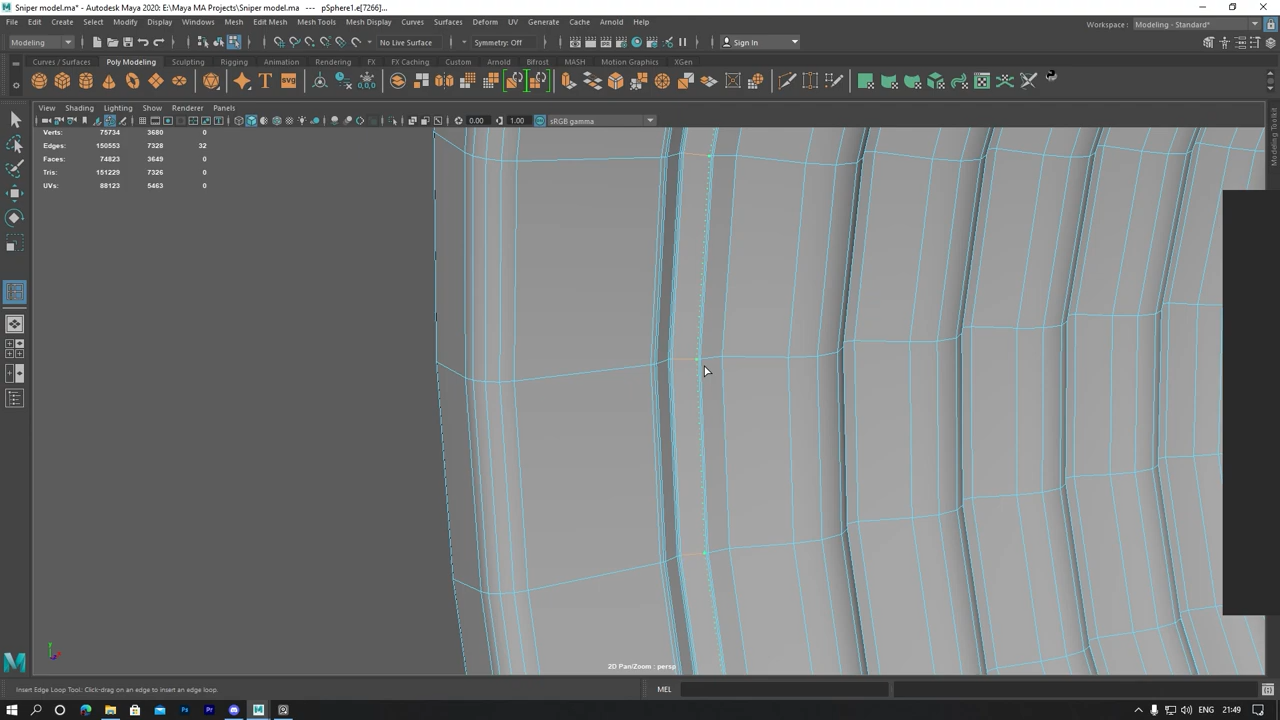 Sniper model.ma* - Autodesk Maya 2020: E:\Maya MA Projects\Sniper model.ma   ---   pSphere1.e[7266]...
File Edit Create Select Modify Display Windows Mesh Edit Mesh Mesh Tools Mesh Display Curves Surfaces Deform UV Generate Cache Arnold Help
Workspace : Modeling - Standard*
Modeling
No Live Surface
Symmetry: Off
Sign In
Curves / Surfaces Poly Modeling Sculpting Rigging Animation Rendering FX FX Caching Custom Arnold Bifrost MASH Motion Graphics XGen
SVG
View Shading Lighting Show Renderer Panels
0.00
1.00
sRGB gamma
Verts: 75734 3680 0
Edges: 150553 7328 32
Faces: 74823 3649 0
Tris: 151229 7326 0
UVs: 88123 5463 0
Modeling Toolkit
2D Pan/Zoom : persp
Insert Edge Loop Tool: Click-drag on an edge to insert an edge loop.
MEL
ENG
21:49